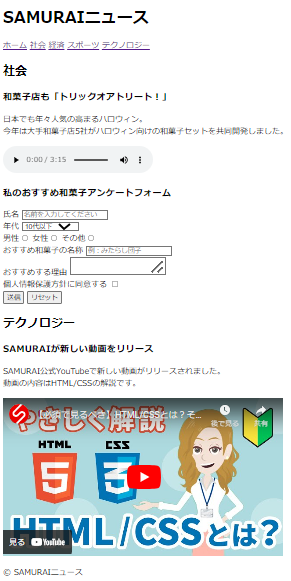 SAMURAIニュース
ホーム 社会 経済 スポーツ テクノロジー
社会
和菓子店も「トリックオアトリート！」
日本でも年々人気の高まるハロウィン。
今年は大手和菓子店5社がハロウィン向けの和菓子セットを共同開発しました。
0:00 / 3:15
私のおすすめ和菓子アンケートフォーム
氏名 名前を入力してください
年代 10代以下
男性 女性 その他
おすすめ和菓子の名称 例：みたらし団子
おすすめする理由
個人情報保護方針に同意する
送信 リセット
テクノロジー
SAMURAIが新しい動画をリリース
SAMURAI公式YouTubeで新しい動画がリリースされました。
動画の内容はHTML/CSSの解説です。
【必須で見るべき】HTML/CSSとは？そ...
後で見る 共有
やさしく解説
HTML CSS
5 3
HTML/CSSとは？
見る YouTube
© SAMURAIニュース